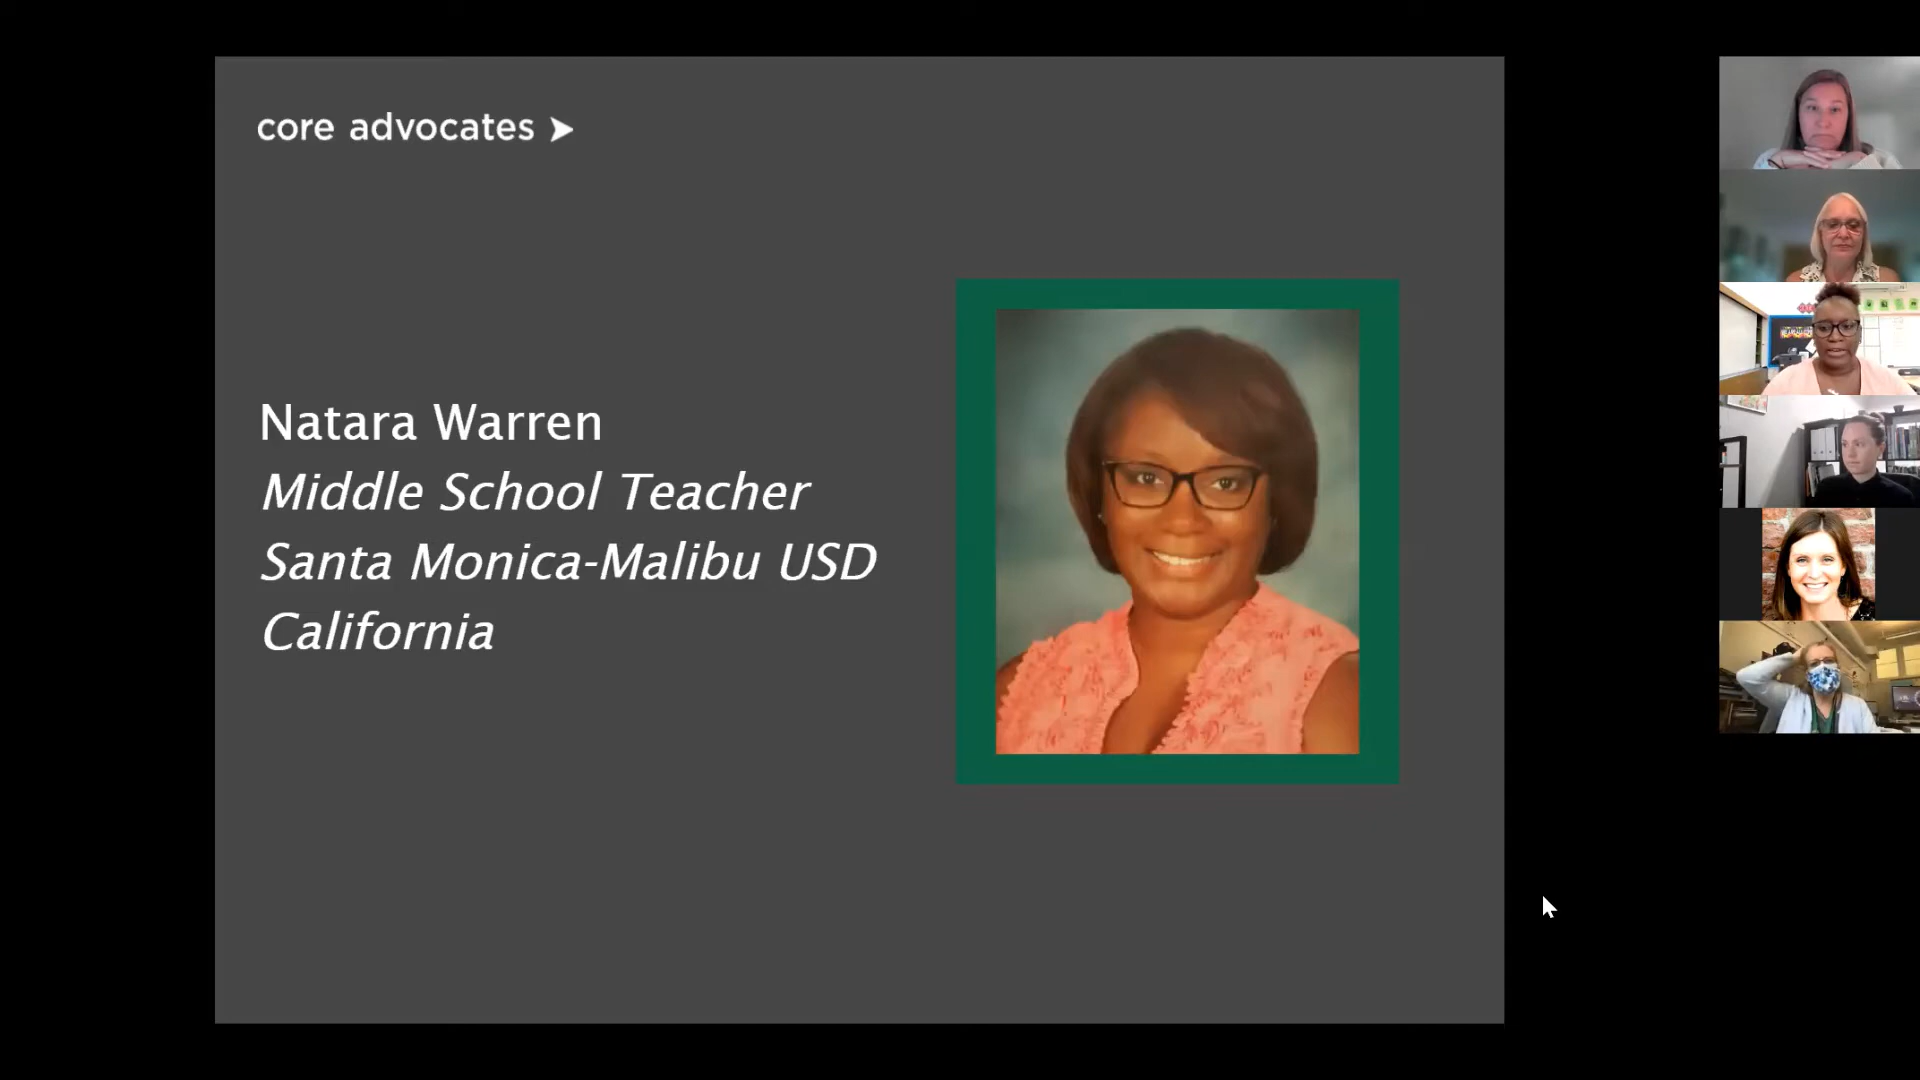 core advocates
Natara Warren
Middle School Teacher
Santa Monica-Malibu USD
California